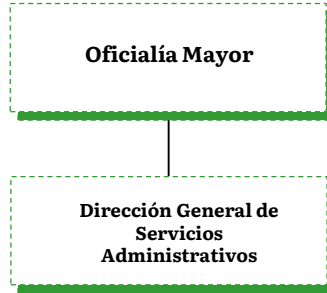 Oficialía Mayor
Dirección General de
Servicios
Administrativos